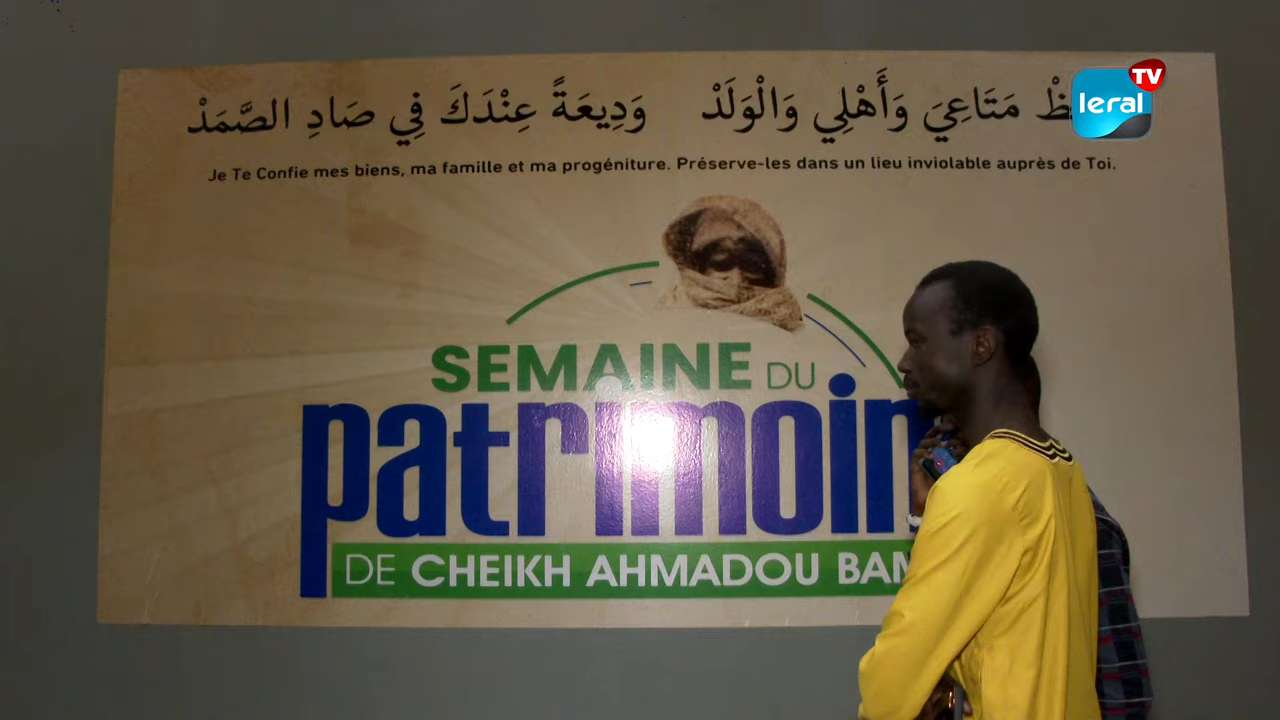 ظْ مَتَاعِيَ وَأَهْلِي وَالْوَلَدْ وَدِيعَةً عِنْدَكَ فِي صَادِ الصَّمَدْ
TV
leral
Je Te Confie mes biens, ma famille et ma progéniture. Préserve-les dans un lieu inviolable auprès de Toi.
SEMAINE DU
patrimoin
DE CHEIKH AHMADOU BAM